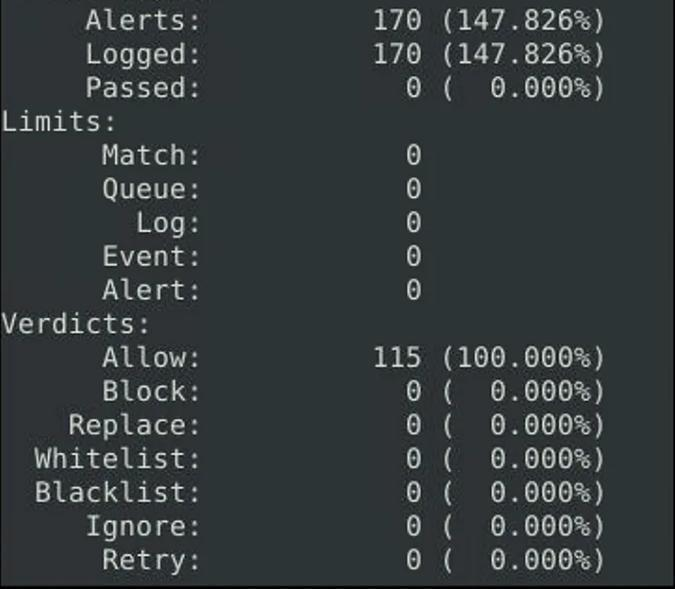 Alerts: 170 (147.826%)
Logged: 170 (147.826%)
Passed: 0 ( 0.000%)
Limits:
Match: 0
Queue: 0
Log: 0
Event: 0
Alert: 0
Verdicts:
Allow: 115 (100.000%)
Block: 0 ( 0.000%)
Replace: 0 ( 0.000%)
Whitelist: 0 ( 0.000%)
Blacklist: 0 ( 0.000%)
Ignore: 0 ( 0.000%)
Retry: 0 ( 0.000%)